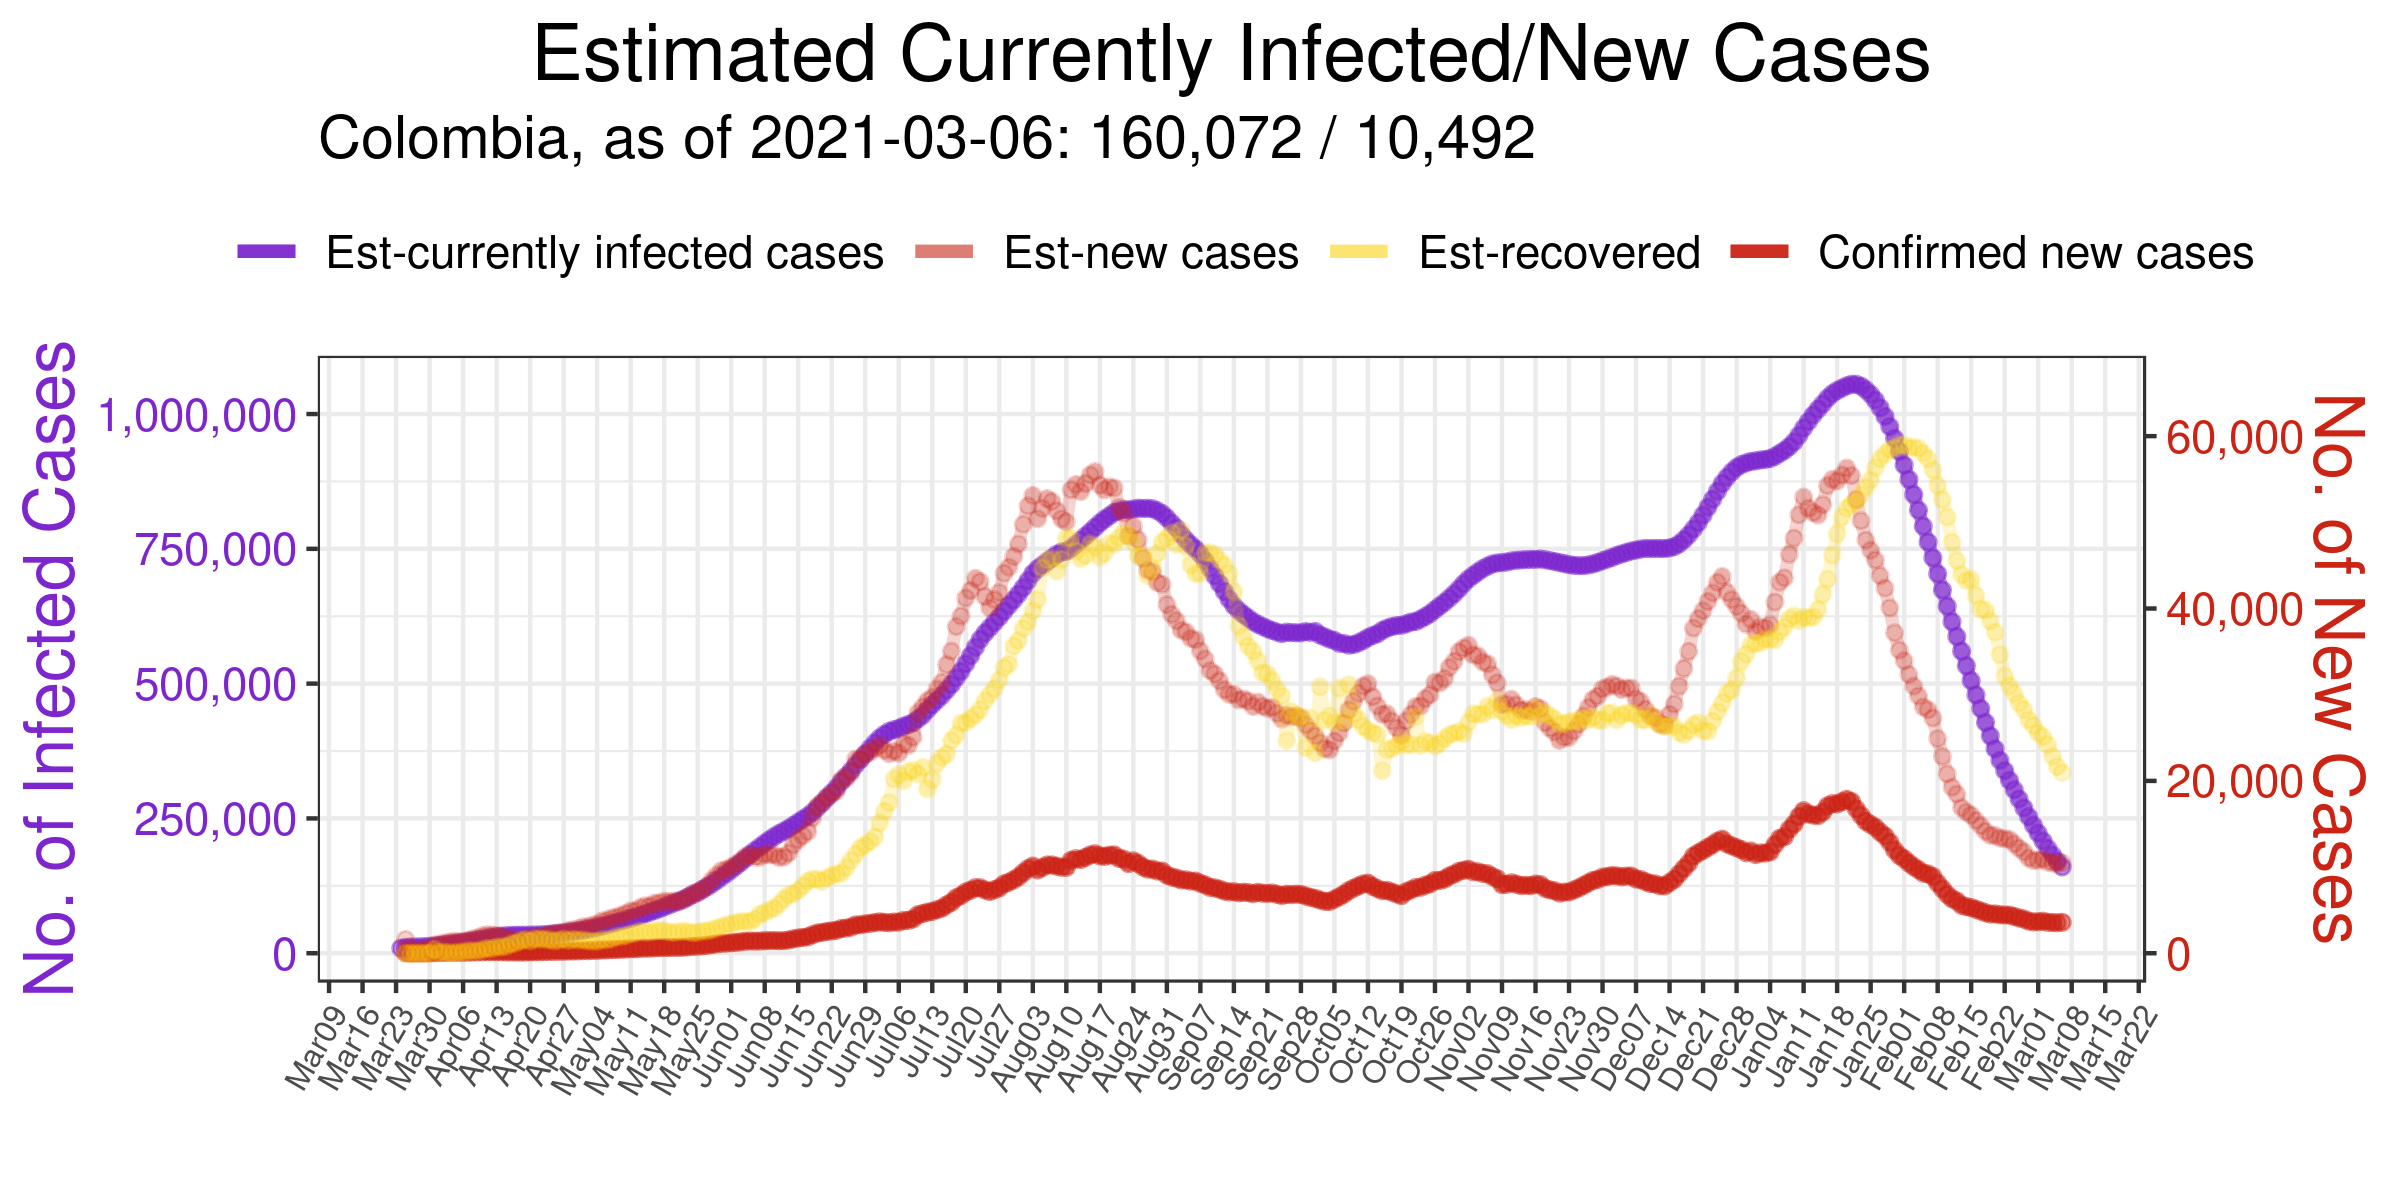 Estimated Currently Infected/New Cases
Colombia, as of 2021-03-06: 160,072 / 10,492
Est-currently infected cases Est-new cases Est-recovered Confirmed new cases
No. of Infected Cases
1,000,000
750,000
500,000
250,000
0
60,000
40,000
20,000
0
No. of New Cases
Mar09 Mar16 Mar23 Mar30 Apr06 Apr13 Apr20 Apr27 May04 May11 May18 May25 Jun01 Jun08 Jun15 Jun22 Jun29 Jul06 Jul13 Jul20 Jul27 Aug03 Aug10 Aug17 Aug24 Aug31 Sep07 Sep14 Sep21 Sep28 Oct05 Oct12 Oct19 Oct26 Nov02 Nov09 Nov16 Nov23 Nov30 Dec07 Dec14 Dec21 Dec28 Jan04 Jan11 Jan18 Jan25 Feb01 Feb08 Feb15 Feb22 Mar01 Mar08 Mar15 Mar22